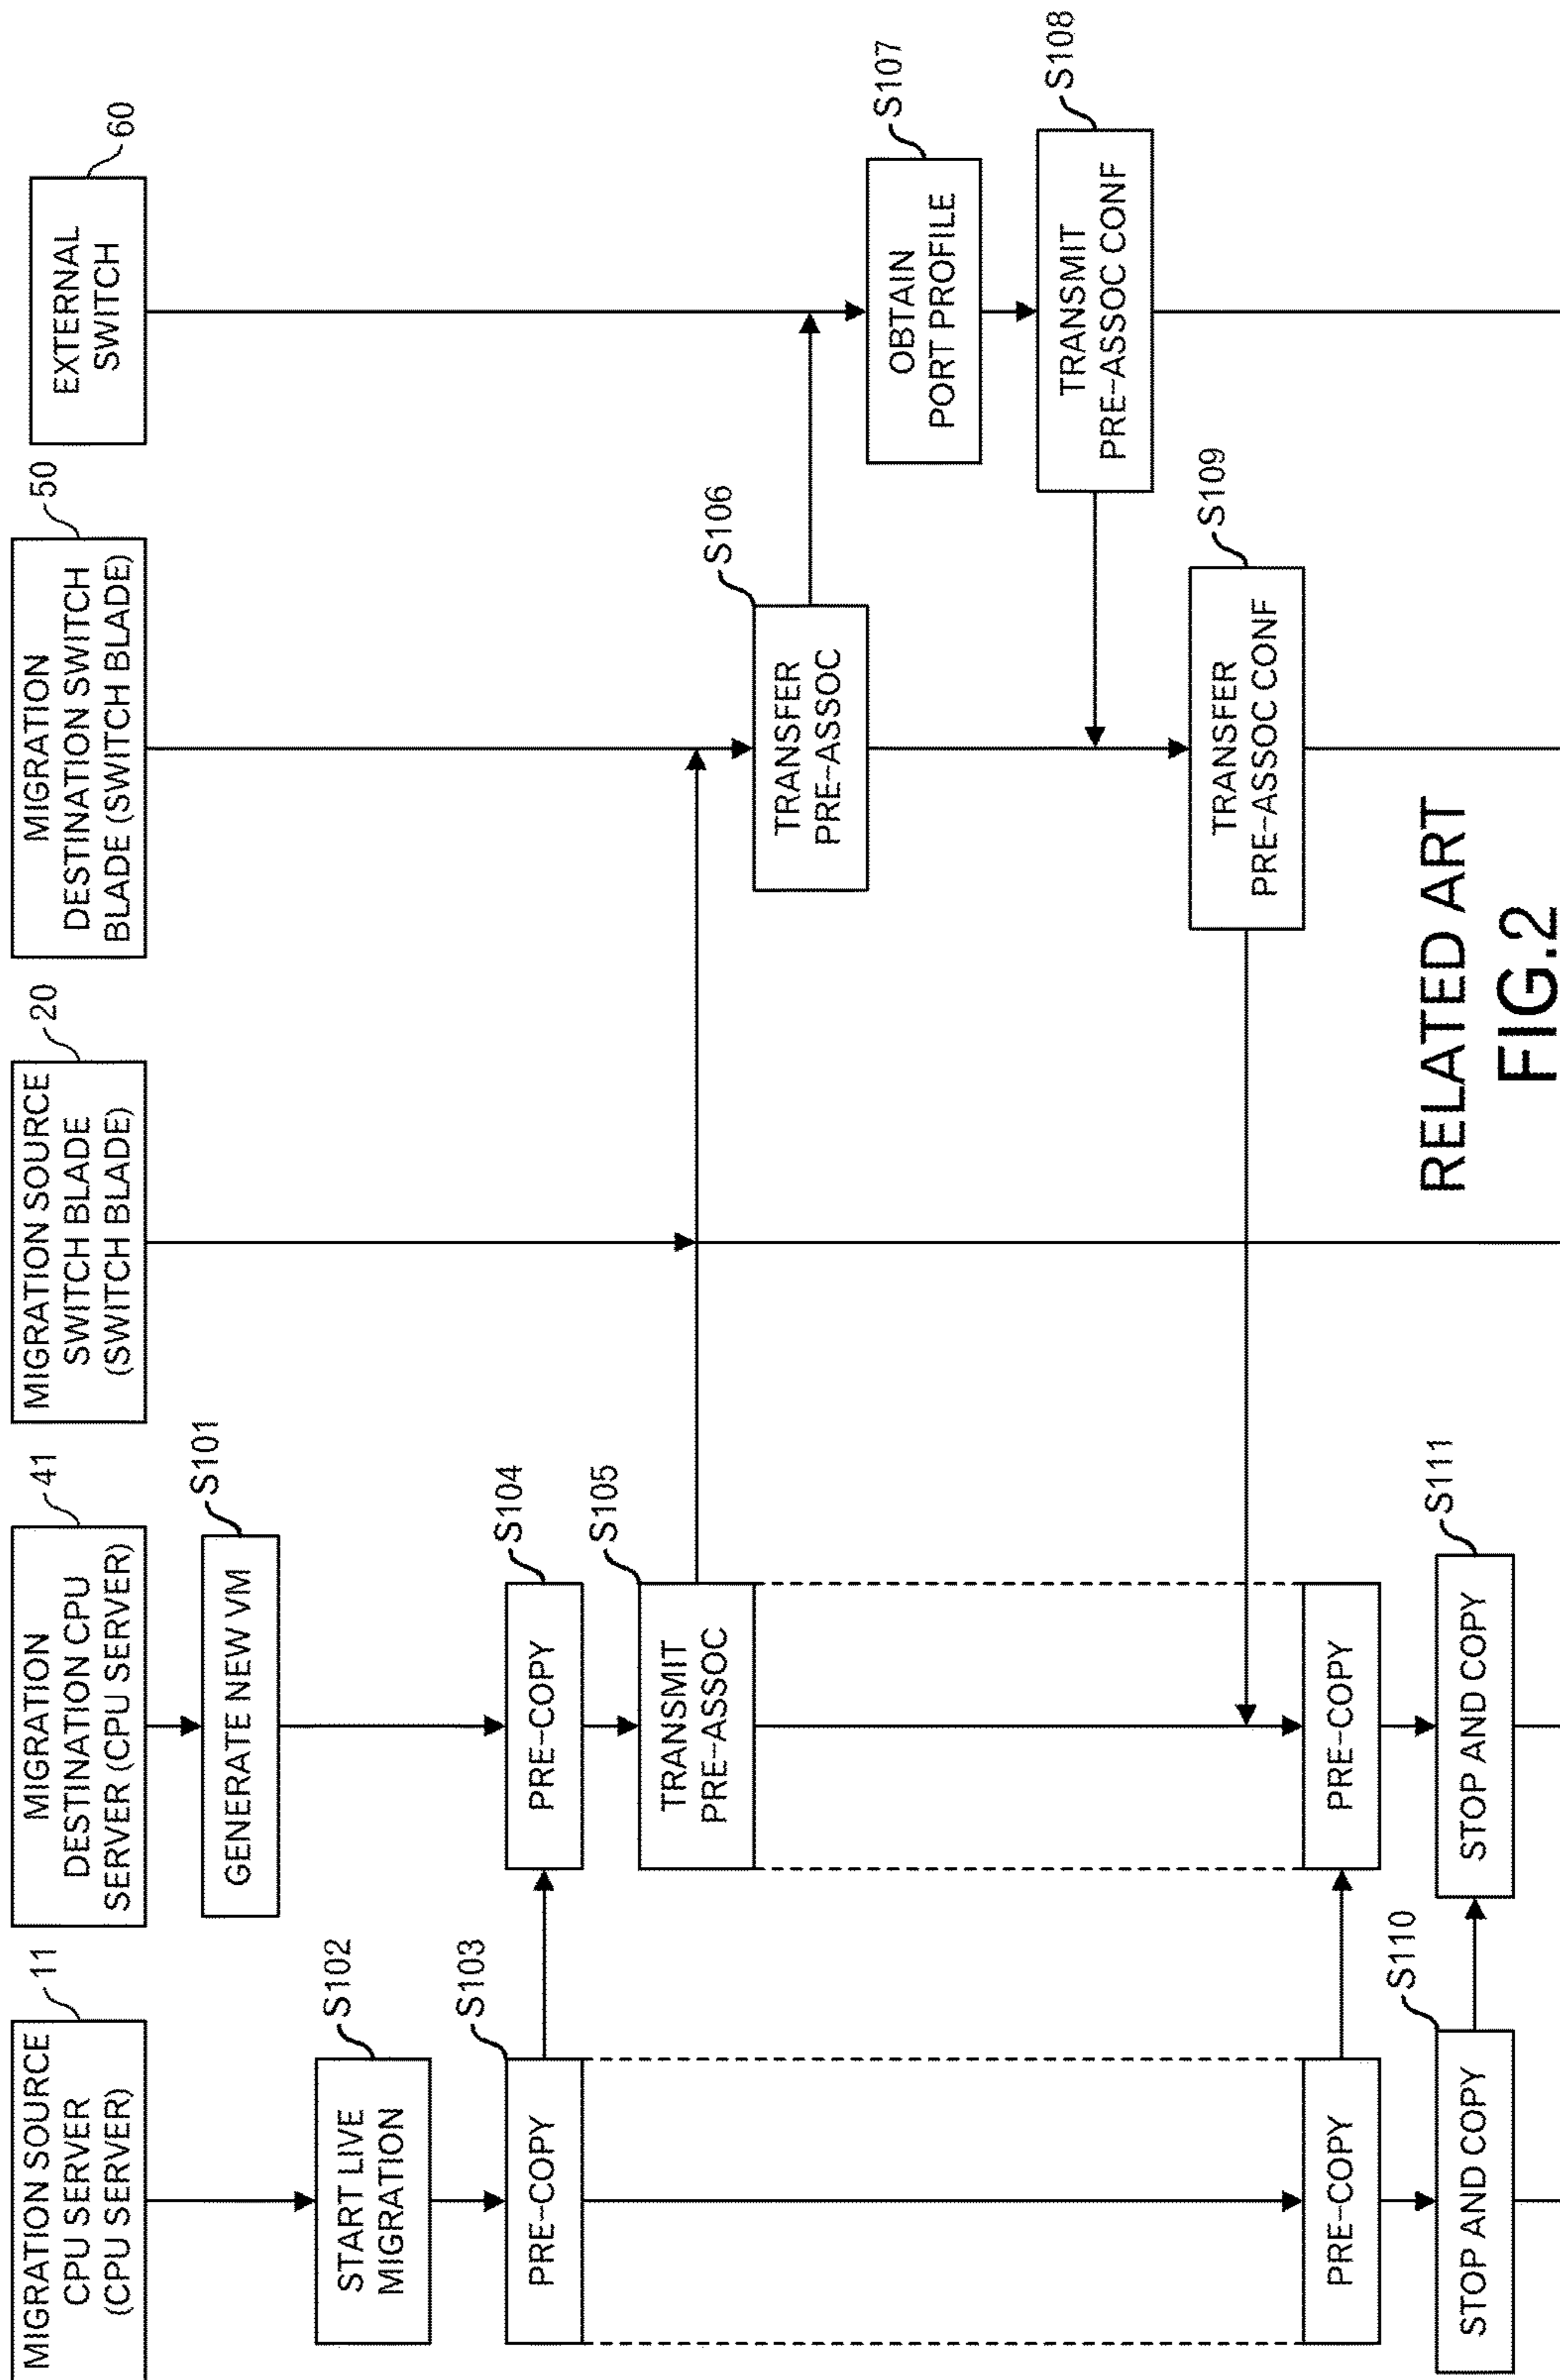 MIGRATION SOURCE
CPU SERVER
(CPU SERVER)
11
MIGRATION
DESTINATION CPU
SERVER (CPU SERVER)
41
MIGRATION SOURCE
SWITCH BLADE
(SWITCH BLADE)
20
MIGRATION
DESTINATION SWITCH
BLADE (SWITCH BLADE)
50
EXTERNAL
SWITCH
60
GENERATE NEW VM
S101
START LIVE
MIGRATION
S102
PRE-COPY
S103
PRE-COPY
S104
TRANSMIT
PRE-ASSOC
S105
TRANSFER
PRE-ASSOC
S106
OBTAIN
PORT PROFILE
S107
TRANSMIT
PRE-ASSOC CONF
S108
TRANSFER
PRE-ASSOC CONF
S109
PRE-COPY
PRE-COPY
STOP AND COPY
S110
STOP AND COPY
S111
RELATED ART
FIG.2